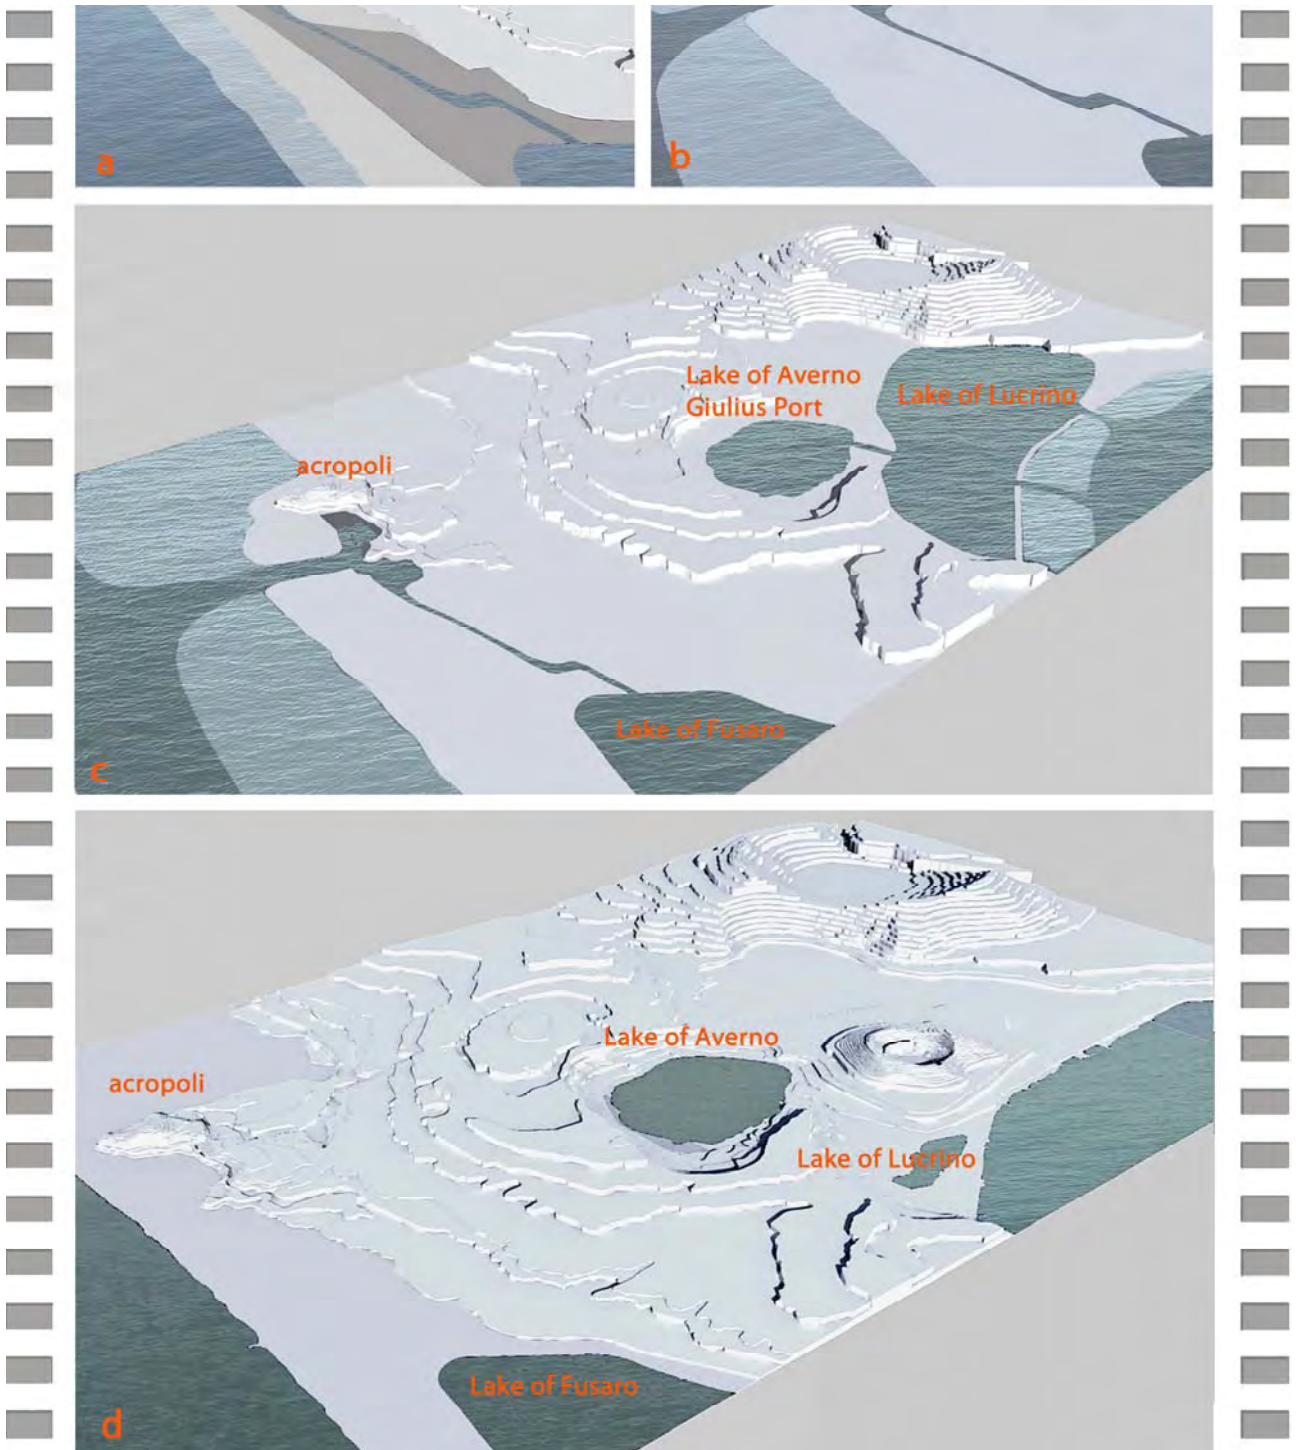 a
b
Lake of Averno
Giulius Port
Lake of Lucrino
acropoli
Lake of Fusaro
c
Lake of Averno
acropoli
Lake of Lucrino
Lake of Fusaro
d